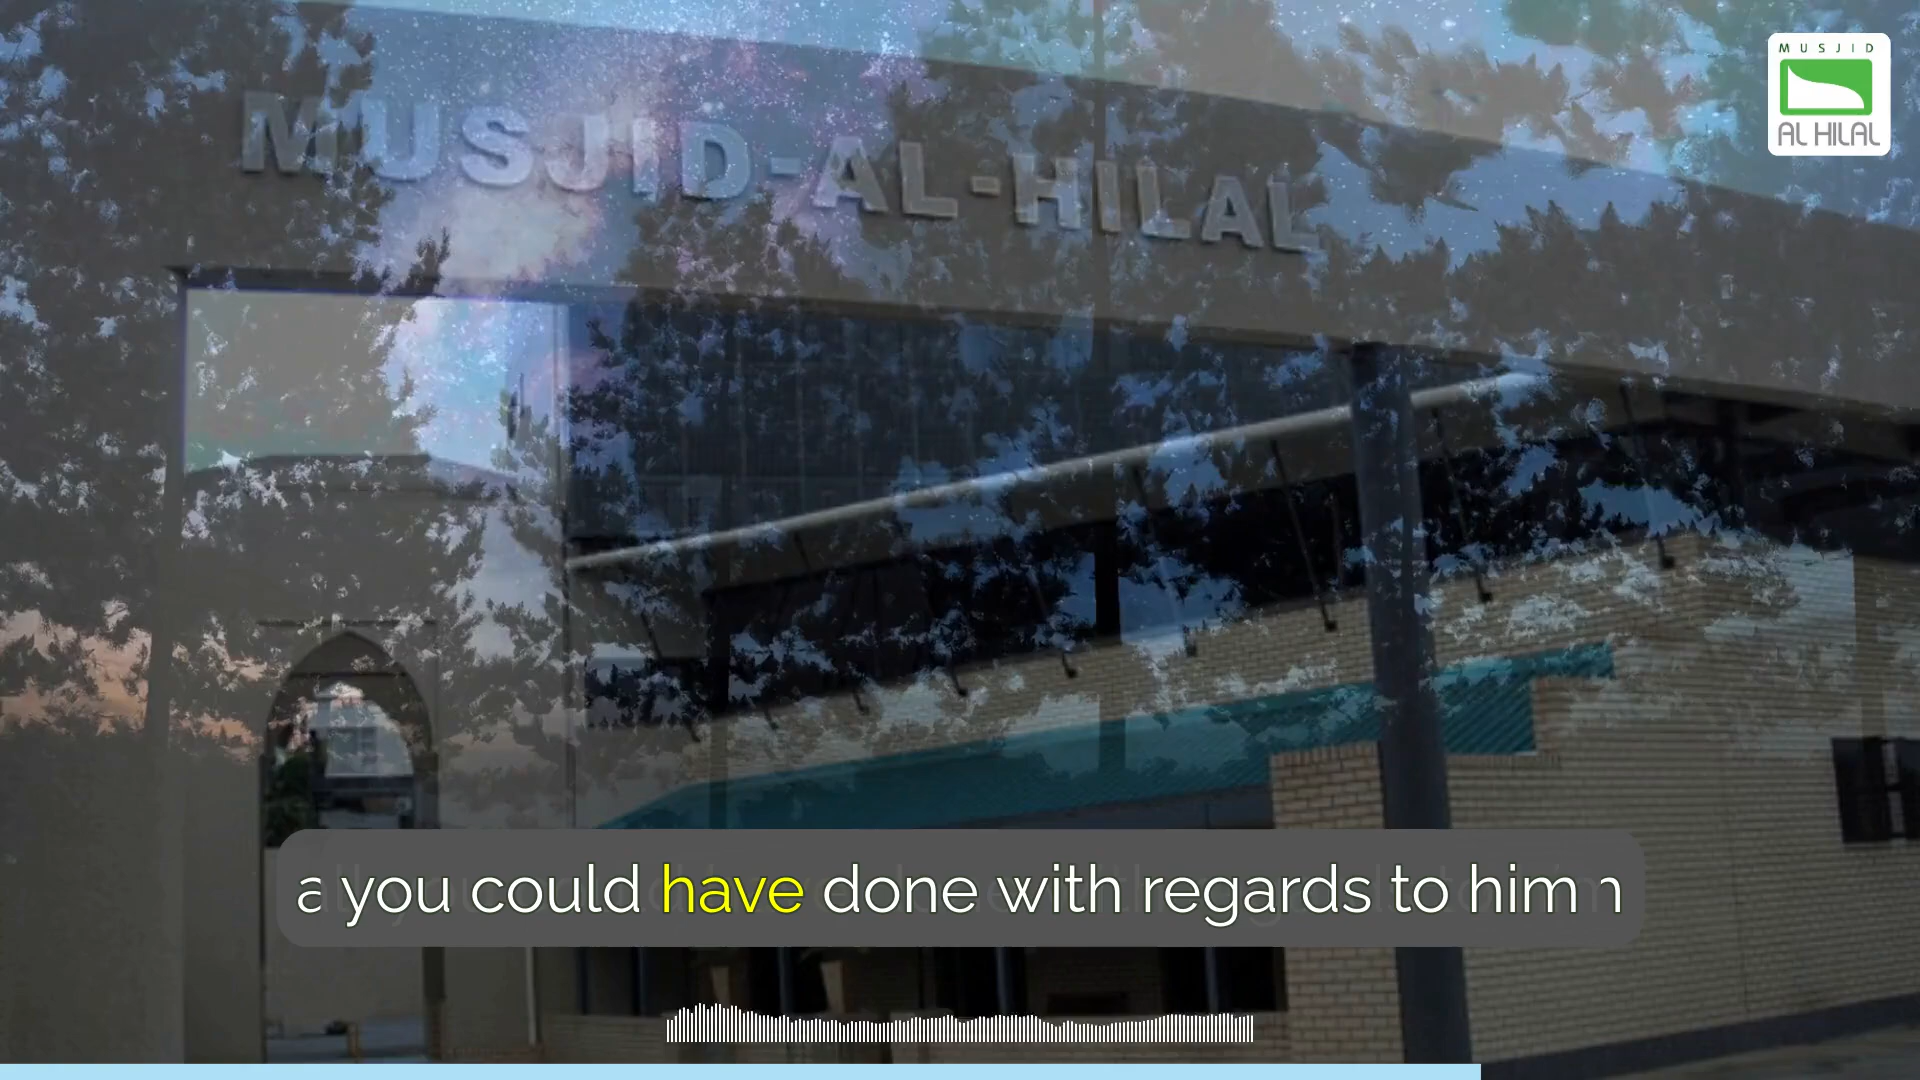 MUSJID
AL HILAL
MUSJID-AL-HILAL
you could have done with regards to him